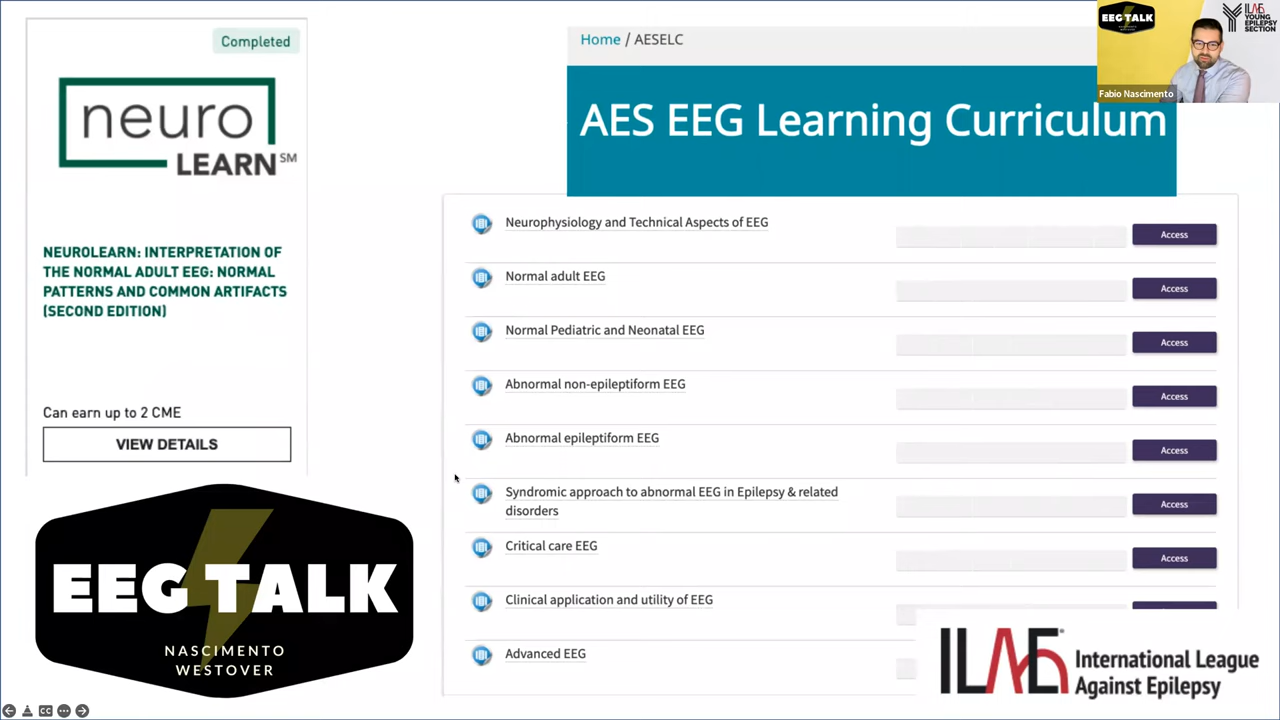 Completed
neuro
LEARN℠
NEUROLEARN: INTERPRETATION OF
THE NORMAL ADULT EEG: NORMAL
PATTERNS AND COMMON ARTIFACTS
(SECOND EDITION)
Can earn up to 2 CME
VIEW DETAILS
EEG TALK
NASCIMENTO
WESTOVER
Home / AESELC
AES EEG Learning Curriculum
Neurophysiology and Technical Aspects of EEG
Access
Normal adult EEG
Access
Normal Pediatric and Neonatal EEG
Access
Abnormal non-epileptiform EEG
Access
Abnormal epileptiform EEG
Access
Syndromic approach to abnormal EEG in Epilepsy & related
disorders
Access
Critical care EEG
Access
Clinical application and utility of EEG
Advanced EEG
ILAE
International League
Against Epilepsy
EEG TALK
ILAE
YOUNG
EPILEPSY
SECTION
Fabio Nascimento
CC